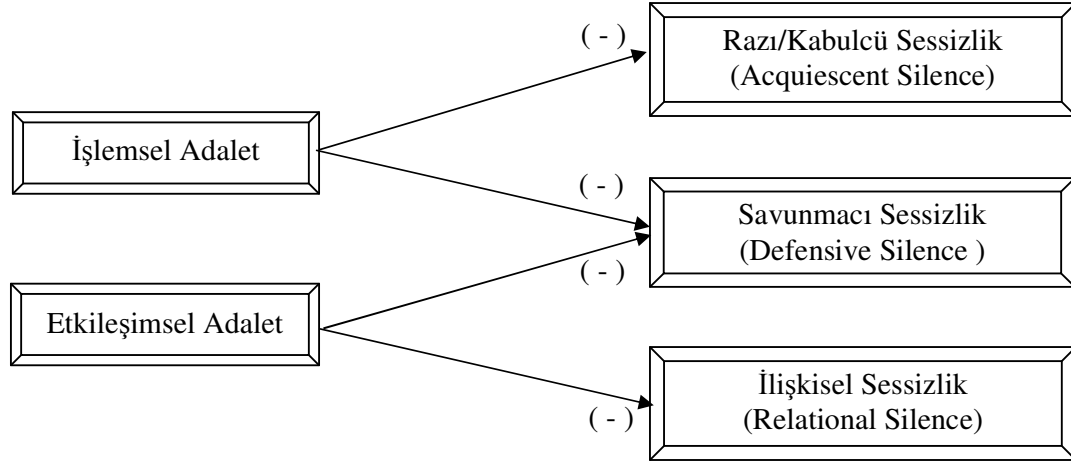 ( - )
Razı/Kabulcü Sessizlik
(Acquiescent Silence)
İşlemsel Adalet
( - )
Savunmacı Sessizlik
(Defensive Silence )
( - )
Etkileşimsel Adalet
İlişkisel Sessizlik
(Relational Silence)
( - )